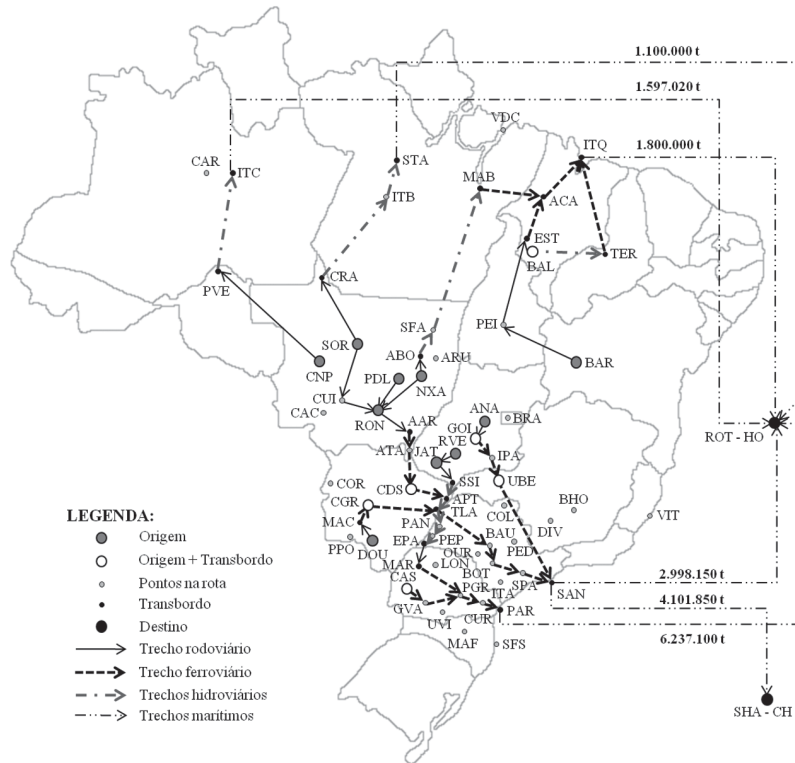 1.100.000 t
1.597.020 t
VDC
ITQ
1.800.000 t
CAR
ITC
STA
MAB
ITB
ACA
EST
BAL
TER
PVE
CRA
SFA
PEI
SOR
ABO
ARU
CNP
PDL
NXA
BAR
CUI
CAC
RON
AAR
ANA
BRA
GOI
ROT - HO
ATA
JAT
RVE
IPA
COR
CDS
SSI
UBE
CGR
APT
TLA
COL
BHO
MAC
PAN
DIV
VIT
PPO
DOU
EPA
PEP
BAU
PED
OUR
MAR
LON
BOT
SPA
CAS
PGR
ITA
SAN
2.998.150 t
GVA
CUR
PAR
4.101.850 t
UVI
MAF
SFS
6.237.100 t
SHA - CH
LEGENDA:
Origem
Origem + Transbordo
Pontos na rota
Transbordo
Destino
Trecho rodoviário
Trecho ferroviário
Trechos hidroviários
Trechos marítimos